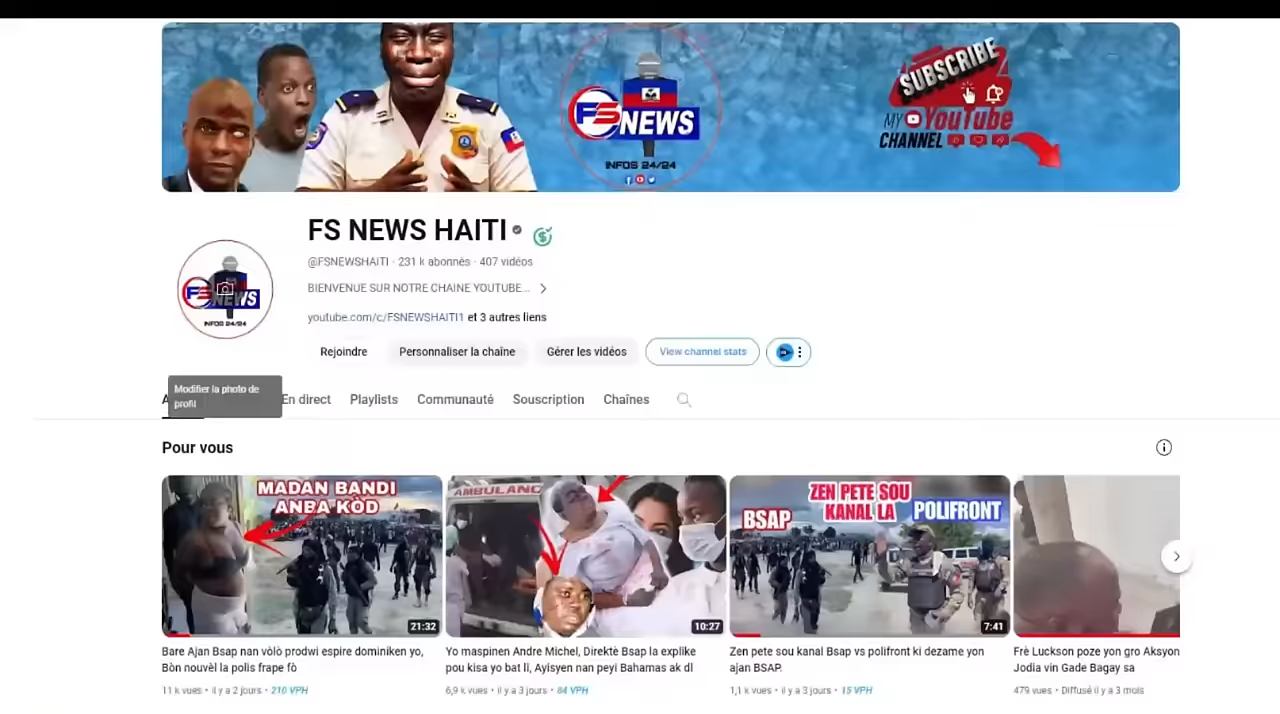 SUBSCRIBE
MY YouTube
CHANNEL
FS NEWS
INFOS 24/24
FS NEWS HAITI
@FSNEWSHAITI · 231 k abonnés · 407 vidéos
BIENVENUE SUR NOTRE CHAINE YOUTUBE...
youtube.com/c/FSNEWSHAITI1 et 3 autres liens
FS NEWS
INFOS 24/24
Rejoindre Personnaliser la chaîne Gérer les vidéos View channel stats
Modifier la photo de
profil
A En direct Playlists Communauté Souscription Chaînes
Pour vous
MADAN BANDI
ANBA KÒD
21:32
AMBULANC
10:27
ZEN PETE SOU
KANAL LA
BSAP
POLIFRONT
7:41
Bare Ajan Bsap nan vòlò prodwi espire dominiken yo,
Bòn nouvèl la polis frape fò
11 k vues • il y a 2 jours • 210 VPH
Yo maspinen Andre Michel, Direktè Bsap la explike
pou kisa yo bat li, Ayisyen nan peyi Bahamas ak dl
6,9 k vues • il y a 3 jours • 84 VPH
Zen pete sou kanal Bsap vs polifront ki dezame yon
ajan BSAP.
1,1 k vues • il y a 3 jours • 15 VPH
Frè Luckson poze yon gro Aksyon
Jodia vin Gade Bagay sa
479 vues • Diffusé il y a 3 mois